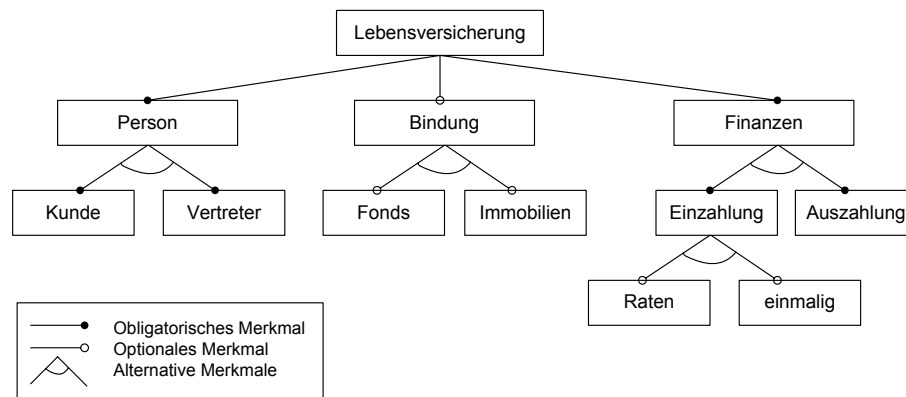 Lebensversicherung
Person
Bindung
Finanzen
Kunde
Vertreter
Fonds
Immobilien
Einzahlung
Auszahlung
Raten
einmalig
Obligatorisches Merkmal
Optionales Merkmal
Alternative Merkmale